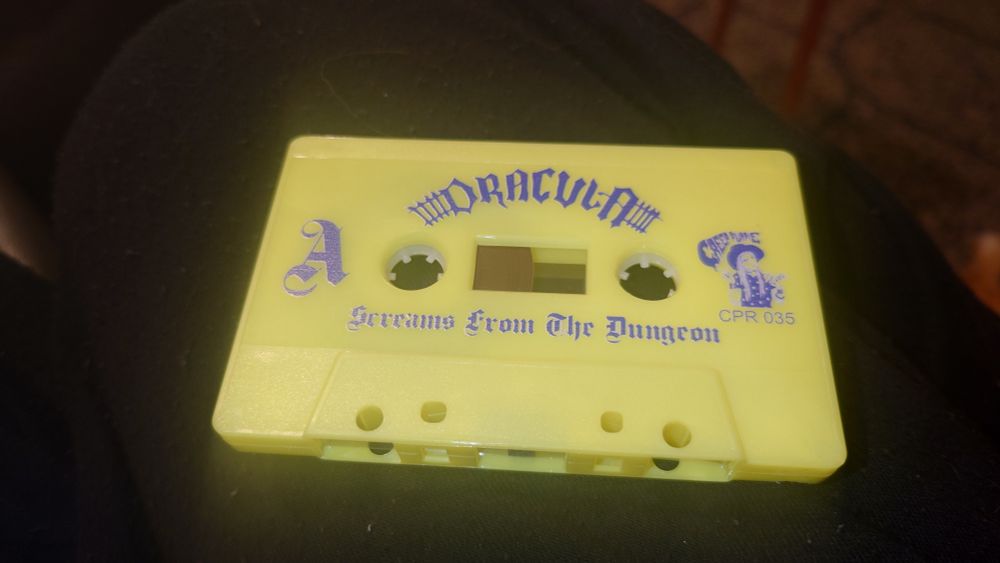 DRACULA
A
Screams From The Dungeon
CPR 035